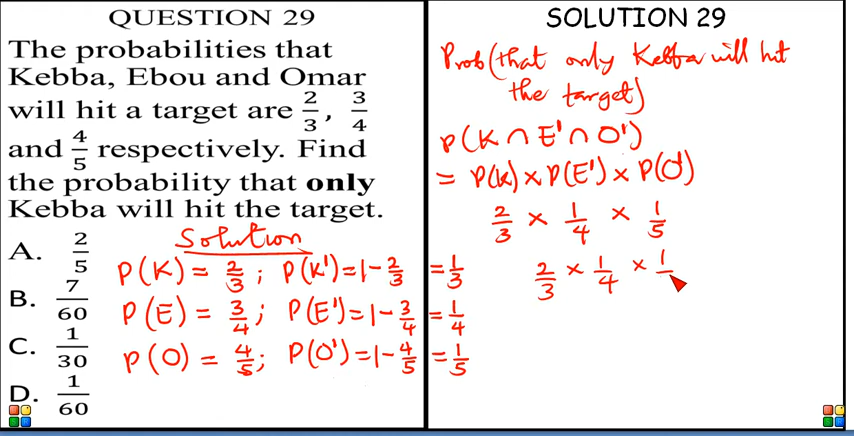 QUESTION 29
The probabilities that
Kebba, Ebou and Omar
will hit a target are 2/3, 3/4
and 4/5 respectively. Find
the probability that only
Kebba will hit the target.
A. 2/5
B. 7/60
C. 1/30
D. 1/60
Solution
P(K) = 2/3 ; P(K') = 1 - 2/3 = 1/3
P(E) = 3/4 ; P(E') = 1 - 3/4 = 1/4
P(O) = 4/5 ; P(O') = 1 - 4/5 = 1/5
SOLUTION 29
Prob(that only Kebba will hit
the target)
P(K ∩ E' ∩ O')
= P(K) × P(E') × P(O')
2/3 × 1/4 × 1/5
2/3 × 1/4 × 1/